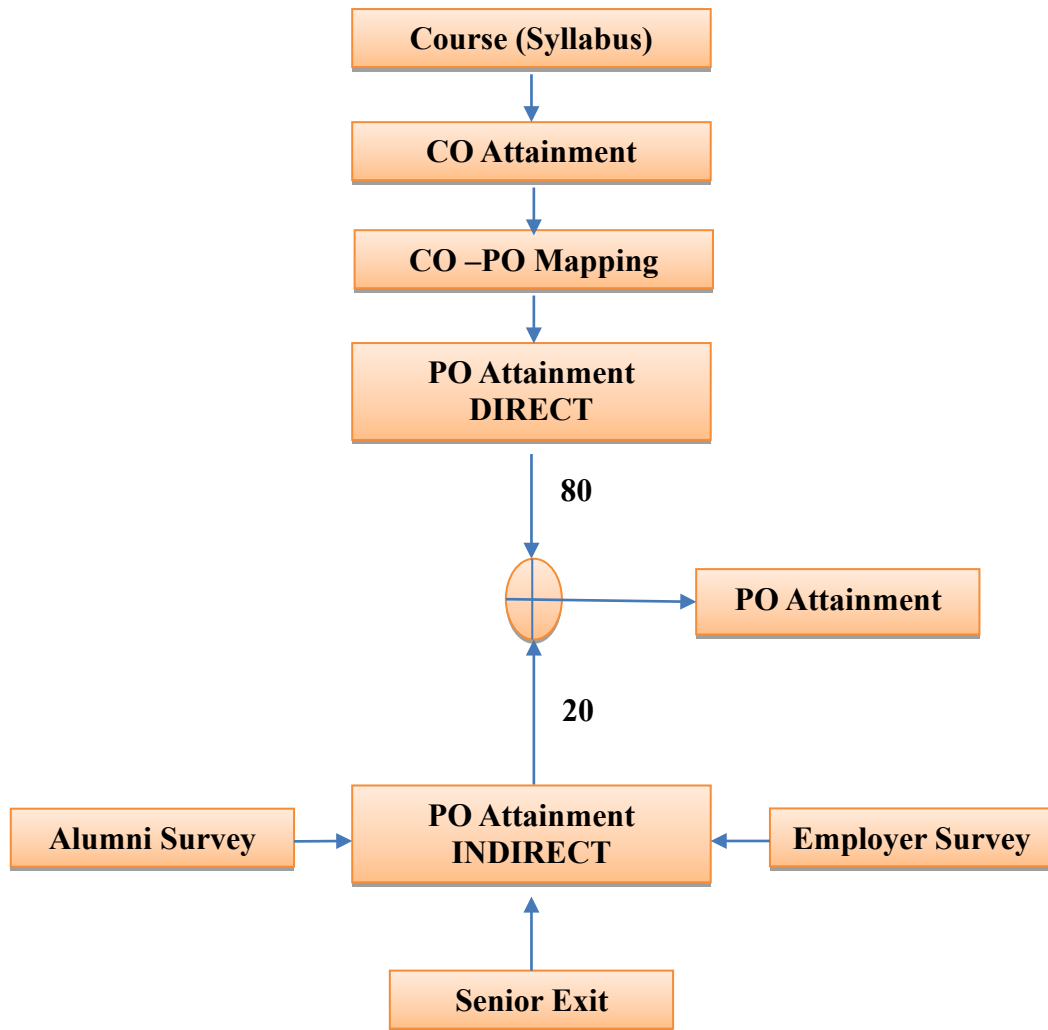 Course (Syllabus)
CO Attainment
CO –PO Mapping
PO Attainment
DIRECT
80
PO Attainment
20
Alumni Survey
PO Attainment
INDIRECT
Employer Survey
Senior Exit